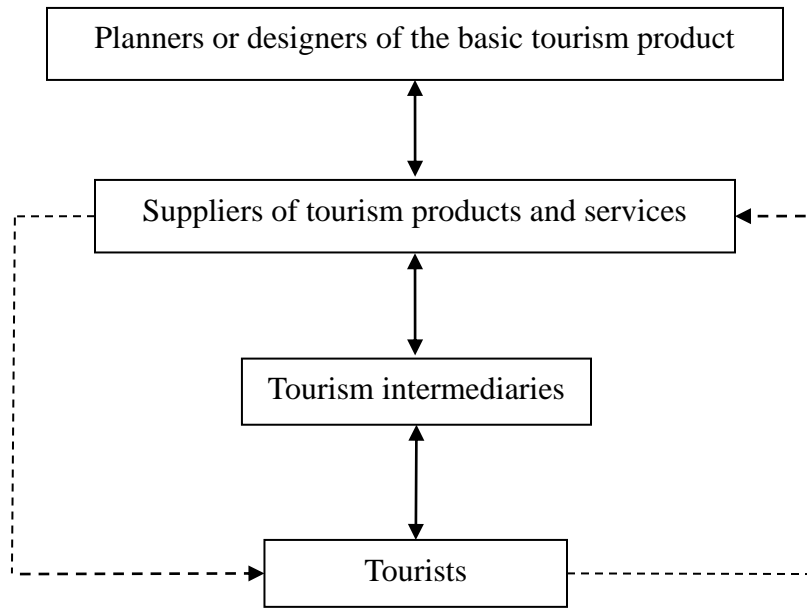 Planners or designers of the basic tourism product
Suppliers of tourism products and services
Tourism intermediaries
Tourists